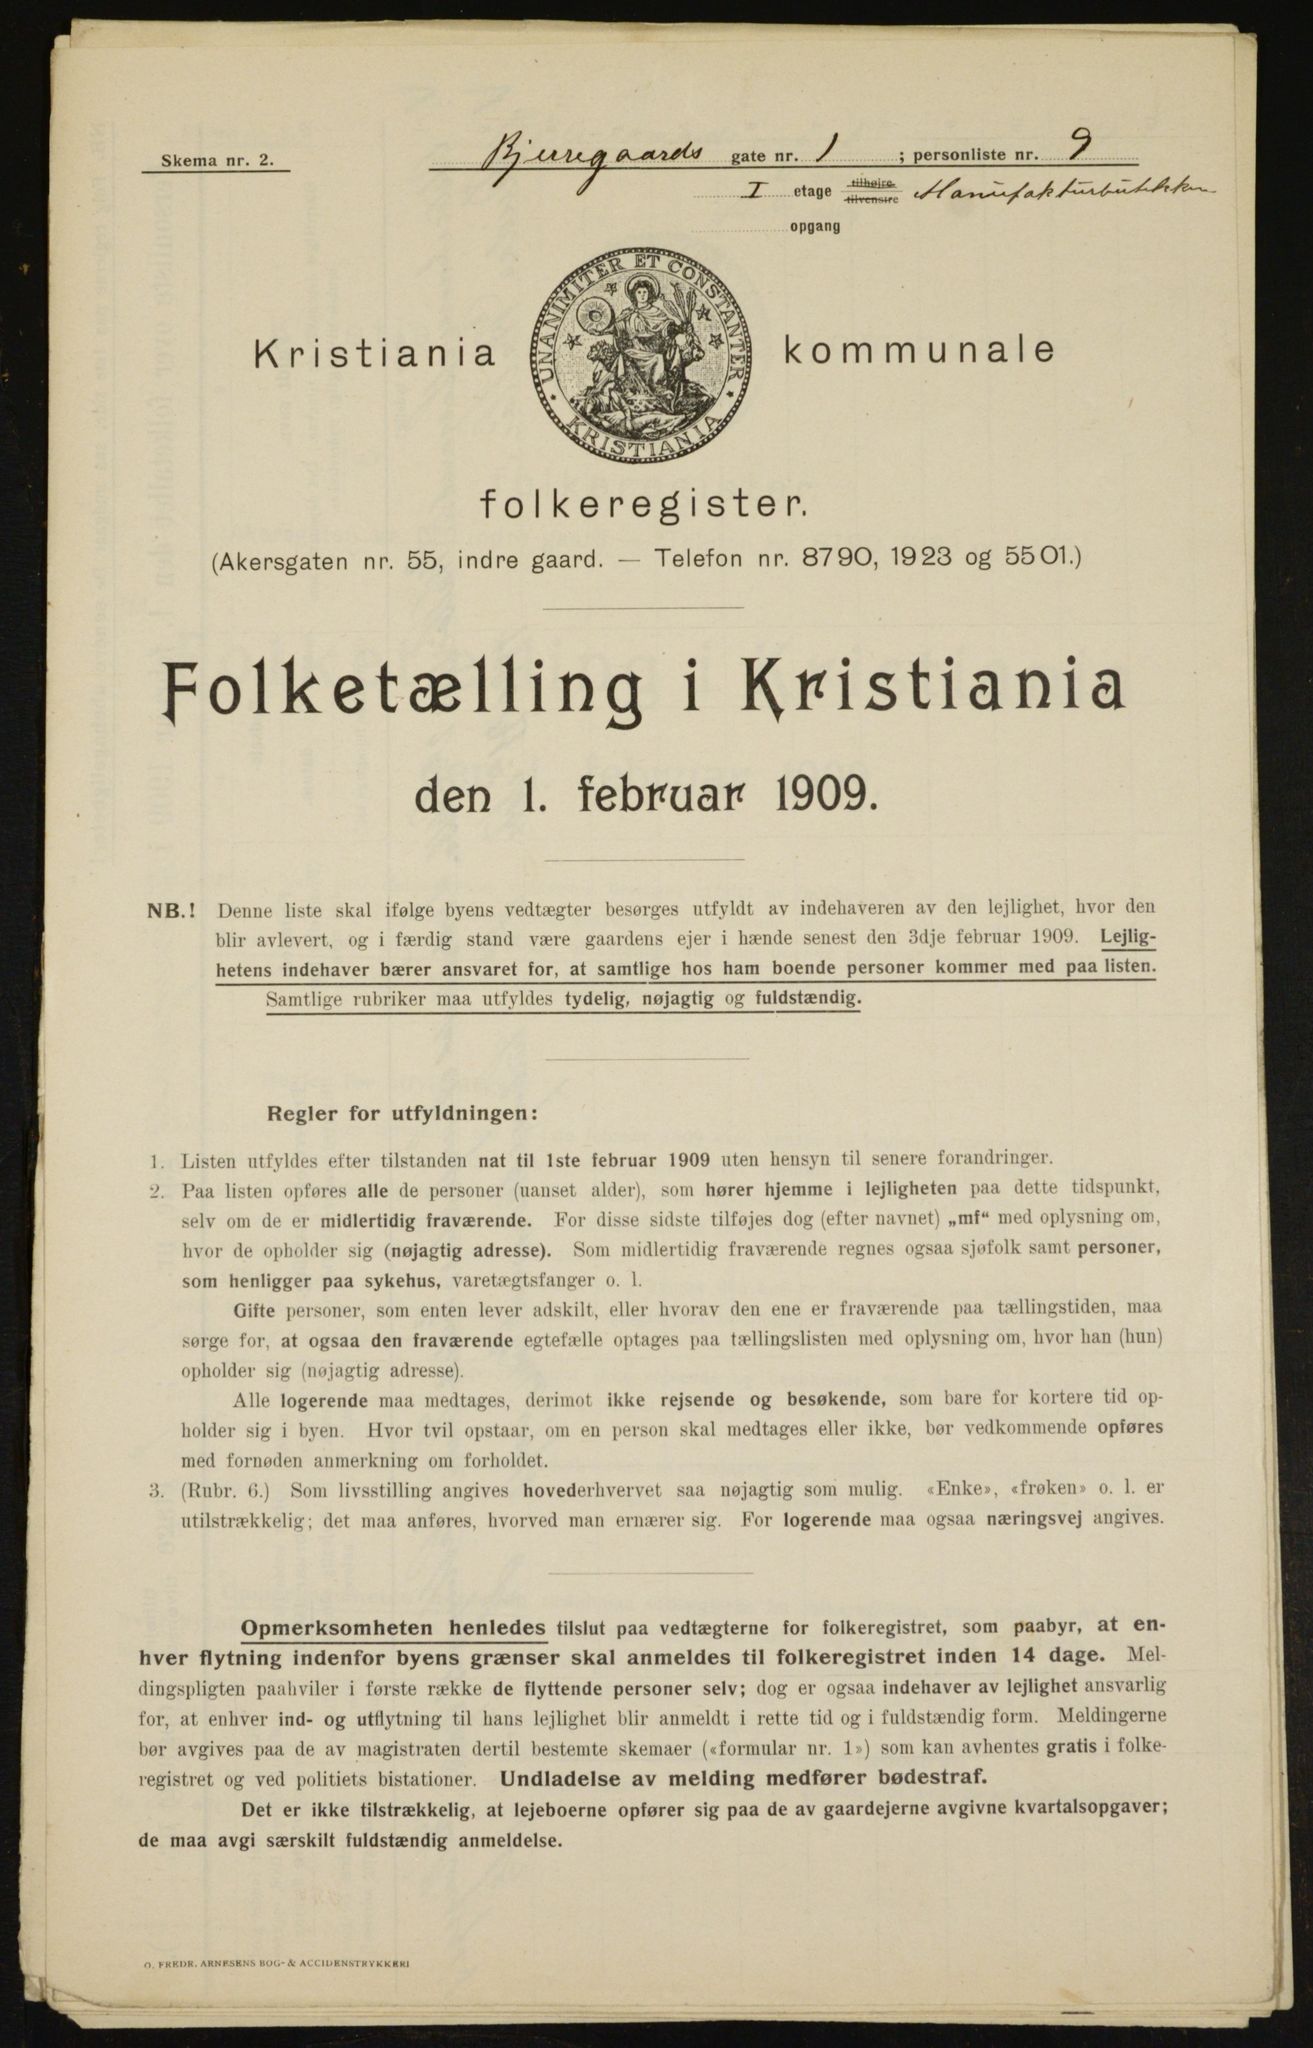 Skema nr. 2.
Bjerregaards gate nr. 1 ; personliste nr. 9
I etage tilhøire tilvenstre Manufakturbutikken
opgang
UNANIMITER ET CONSTANTER
KRISTIANIA
Kristiania kommunale
folkeregister.
(Akersgaten nr. 55, indre gaard. — Telefon nr. 8790, 1923 og 5501.)
Folketælling i Kristiania
den 1. februar 1909.
NB.! Denne liste skal ifølge byens vedtægter besørges utfyldt av indehaveren av den lejlighet, hvor den
blir avlevert, og i færdig stand være gaardens ejer i hænde senest den 3dje februar 1909. Lejlig-
hetens indehaver bærer ansvaret for, at samtlige hos ham boende personer kommer med paa listen.
Samtlige rubriker maa utfyldes tydelig, nøjagtig og fuldstændig.
Regler for utfyldningen:
1. Listen utfyldes efter tilstanden nat til 1ste februar 1909 uten hensyn til senere forandringer.
2. Paa listen opføres alle de personer (uanset alder), som hører hjemme i lejligheten paa dette tidspunkt,
selv om de er midlertidig fraværende. For disse sidste tilføjes dog (efter navnet) „mf“ med oplysning om,
hvor de opholder sig (nøjagtig adresse). Som midlertidig fraværende regnes ogsaa sjøfolk samt personer,
som henligger paa sykehus, varetægtsfanger o. l.
Gifte personer, som enten lever adskilt, eller hvorav den ene er fraværende paa tællingstiden, maa
sørge for, at ogsaa den fraværende egtefælle optages paa tællingslisten med oplysning om, hvor han (hun)
opholder sig (nøjagtig adresse).
Alle logerende maa medtages, derimot ikke rejsende og besøkende, som bare for kortere tid op-
holder sig i byen. Hvor tvil opstaar, om en person skal medtages eller ikke, bør vedkommende opføres
med fornøden anmerkning om forholdet.
3. (Rubr. 6.) Som livsstilling angives hovederhvervet saa nøjagtig som mulig. «Enke», «frøken» o. l. er
utilstrækkelig; det maa anføres, hvorved man ernærer sig. For logerende maa ogsaa næringsvej angives.
Opmerksomheten henledes tilslut paa vedtægterne for folkeregistret, som paabyr, at en-
hver flytning indenfor byens grænser skal anmeldes til folkeregistret inden 14 dage. Mel-
dingspligten paahviler i første række de flyttende personer selv; dog er ogsaa indehaver av lejlighet ansvarlig
for, at enhver ind- og utflytning til hans lejlighet blir anmeldt i rette tid og i fuldstændig form. Meldingerne
bør avgives paa de av magistraten dertil bestemte skemaer («formular nr. 1») som kan avhentes gratis i folke-
registret og ved politiets bistationer. Undladelse av melding medfører bødestraf.
Det er ikke tilstrækkelig, at lejeboerne opfører sig paa de av gaardejerne avgivne kvartalsopgaver;
de maa avgi særskilt fuldstændig anmeldelse.
O. FREDR. ARNESENS BOG- & ACCIDENSTRYKKERI